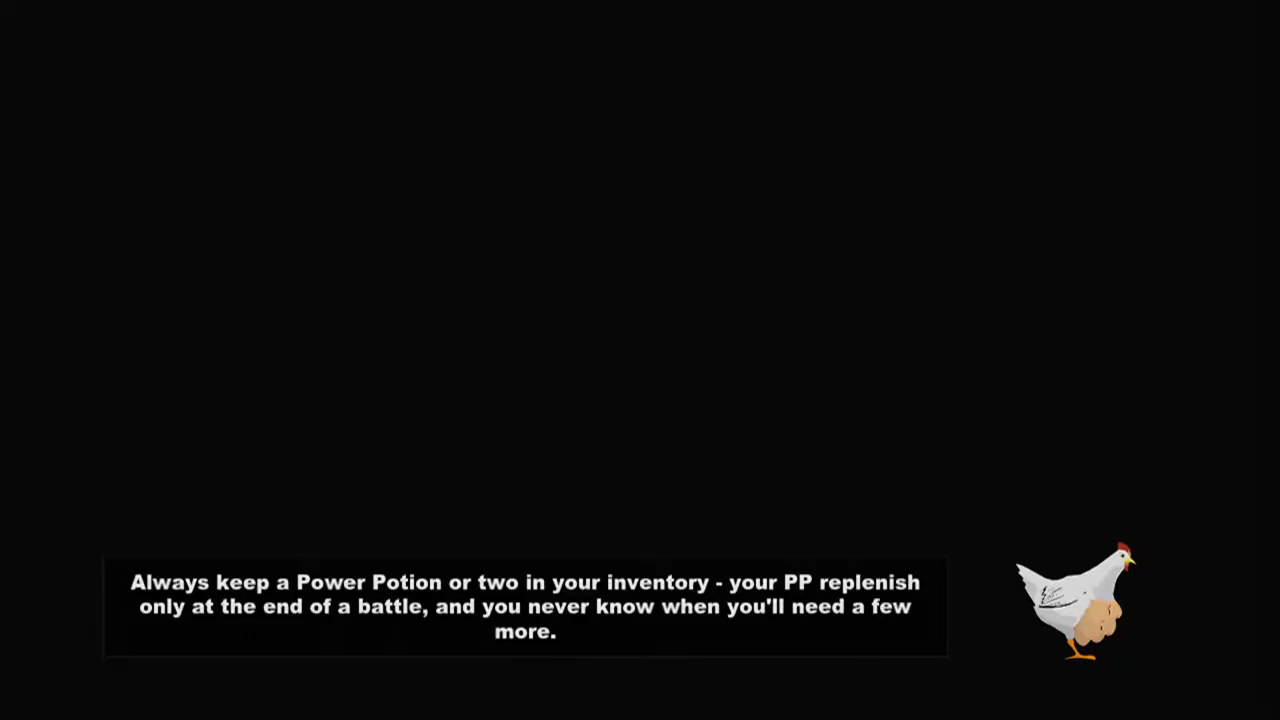 Always keep a Power Potion or two in your inventory - your PP replenish
only at the end of a battle, and you never know when you'll need a few
more.